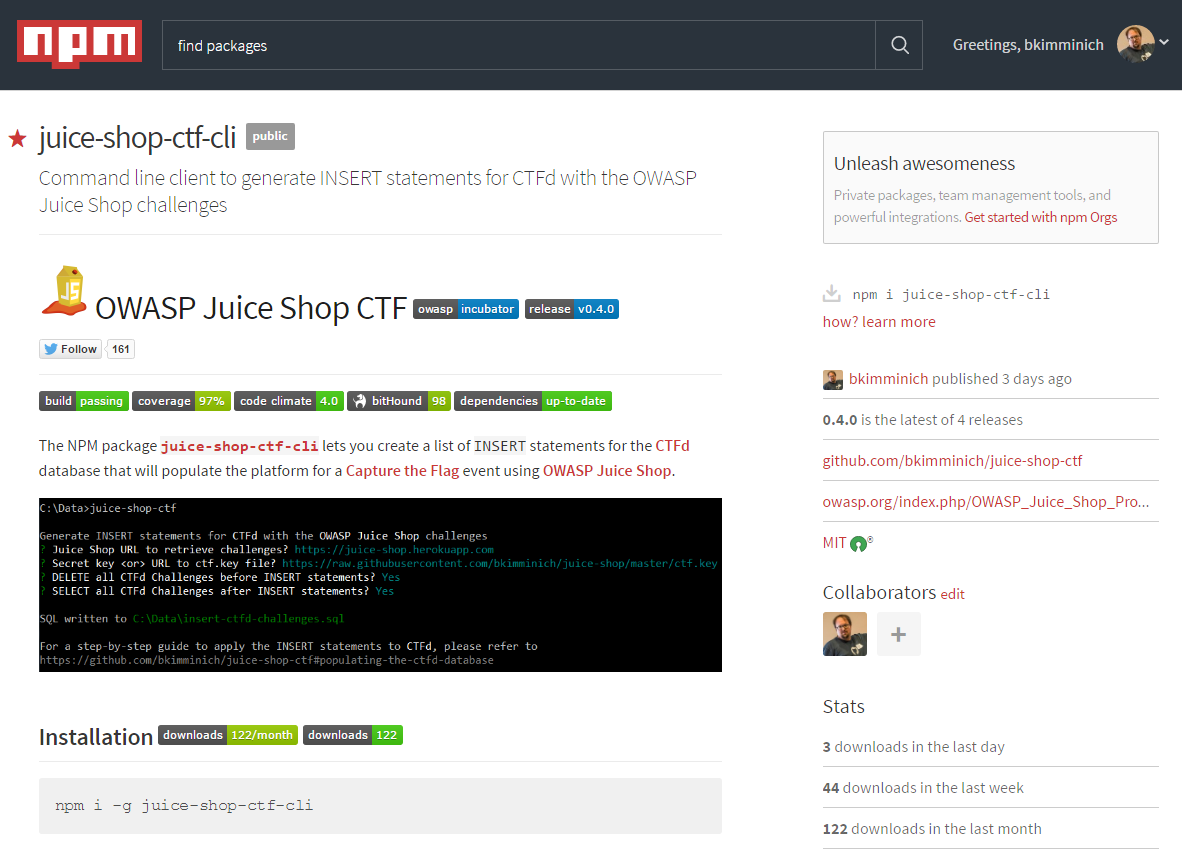 npm
find packages
Greetings, bkimminich
juice-shop-ctf-cli public
Command line client to generate INSERT statements for CTFd with the OWASP
Juice Shop challenges
JS
OWASP Juice Shop CTF owasp incubator release v0.4.0
Follow 161
build passing coverage 97% code climate 4.0 bitHound 98 dependencies up-to-date
The NPM package juice-shop-ctf-cli lets you create a list of INSERT statements for the CTFd
database that will populate the platform for a Capture the Flag event using OWASP Juice Shop.
C:\Data>juice-shop-ctf
Generate INSERT statements for CTFd with the OWASP Juice Shop challenges
? Juice Shop URL to retrieve challenges? https://juice-shop.herokuapp.com
? Secret key <or> URL to ctf.key file? https://raw.githubusercontent.com/bkimminich/juice-shop/master/ctf.key
? DELETE all CTFd Challenges before INSERT statements? Yes
? SELECT all CTFd Challenges after INSERT statements? Yes
SQL written to C:\Data\insert-ctfd-challenges.sql
For a step-by-step guide to apply the INSERT statements to CTFd, please refer to
https://github.com/bkimminich/juice-shop-ctf#populating-the-ctfd-database
Installation downloads 122/month downloads 122
npm i -g juice-shop-ctf-cli
Unleash awesomeness
Private packages, team management tools, and
powerful integrations. Get started with npm Orgs
npm i juice-shop-ctf-cli
how? learn more
bkimminich published 3 days ago
0.4.0 is the latest of 4 releases
github.com/bkimminich/juice-shop-ctf
owasp.org/index.php/OWASP_Juice_Shop_Pro...
MIT ®
Collaborators edit
+
Stats
3 downloads in the last day
44 downloads in the last week
122 downloads in the last month